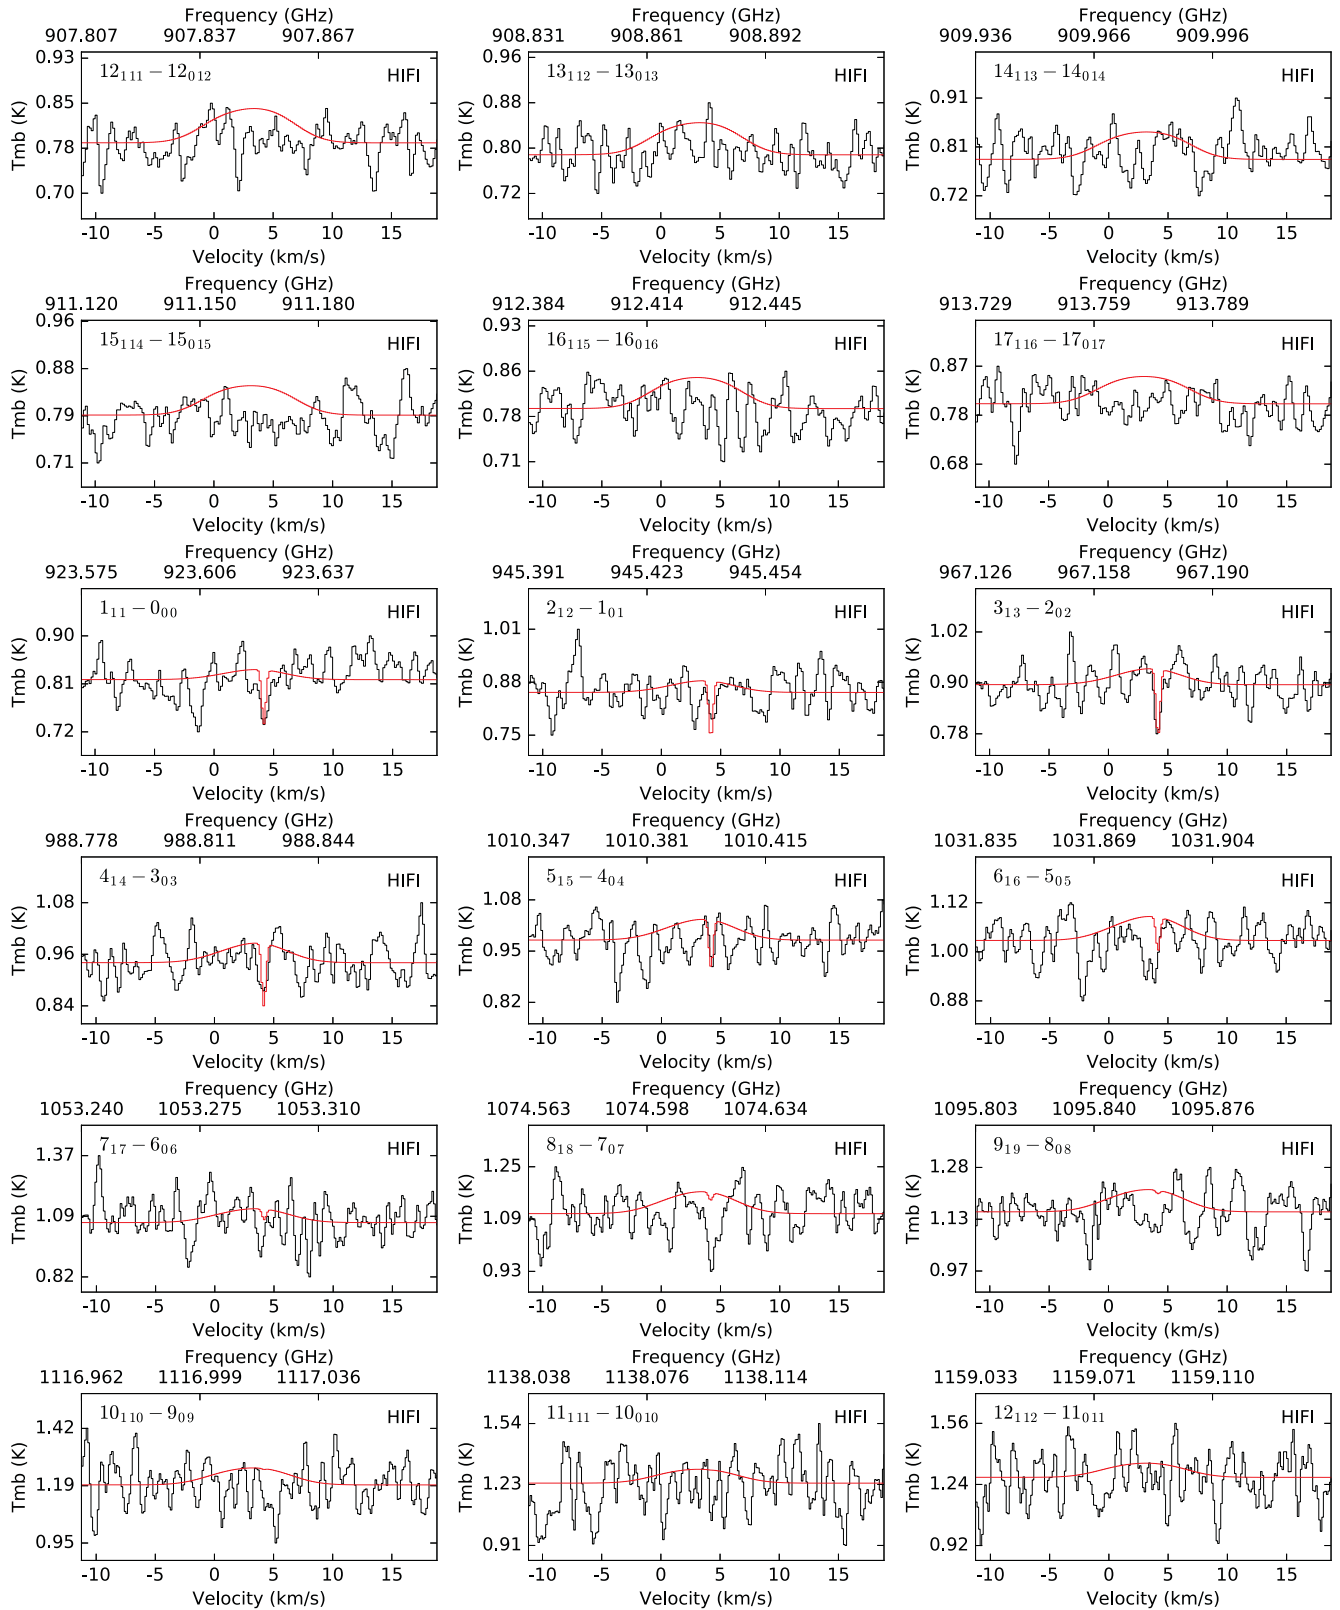 Frequency (GHz) Frequency (GHz) Frequency (GHz)
907.807 907.837 907.867 908.831 908.861 908.892 909.936 909.966 909.996
12₁₁₁ − 12₀₁₂ HIFI 13₁₁₂ − 13₀₁₃ HIFI 14₁₁₃ − 14₀₁₄ HIFI
Tmb (K) 0.93 0.85 0.78 0.70 Tmb (K) 0.96 0.88 0.80 0.72 Tmb (K) 0.91 0.81 0.72
-10 -5 0 5 10 15 -10 -5 0 5 10 15 -10 -5 0 5 10 15
Velocity (km/s) Velocity (km/s) Velocity (km/s)
Frequency (GHz) Frequency (GHz) Frequency (GHz)
911.120 911.150 911.180 912.384 912.414 912.445 913.729 913.759 913.789
15₁₁₄ − 15₀₁₅ HIFI 16₁₁₅ − 16₀₁₆ HIFI 17₁₁₆ − 17₀₁₇ HIFI
Tmb (K) 0.96 0.88 0.79 0.71 Tmb (K) 0.93 0.86 0.78 0.71 Tmb (K) 0.87 0.78 0.68
-10 -5 0 5 10 15 -10 -5 0 5 10 15 -10 -5 0 5 10 15
Velocity (km/s) Velocity (km/s) Velocity (km/s)
Frequency (GHz) Frequency (GHz) Frequency (GHz)
923.575 923.606 923.637 945.391 945.423 945.454 967.126 967.158 967.190
1₁₁ − 0₀₀ HIFI 2₁₂ − 1₀₁ HIFI 3₁₃ − 2₀₂ HIFI
Tmb (K) 0.90 0.81 0.72 Tmb (K) 1.01 0.88 0.75 Tmb (K) 1.02 0.90 0.78
-10 -5 0 5 10 15 -10 -5 0 5 10 15 -10 -5 0 5 10 15
Velocity (km/s) Velocity (km/s) Velocity (km/s)
Frequency (GHz) Frequency (GHz) Frequency (GHz)
988.778 988.811 988.844 1010.347 1010.381 1010.415 1031.835 1031.869 1031.904
4₁₄ − 3₀₃ HIFI 5₁₅ − 4₀₄ HIFI 6₁₆ − 5₀₅ HIFI
Tmb (K) 1.08 0.96 0.84 Tmb (K) 1.08 0.95 0.82 Tmb (K) 1.12 1.00 0.88
-10 -5 0 5 10 15 -10 -5 0 5 10 15 -10 -5 0 5 10 15
Velocity (km/s) Velocity (km/s) Velocity (km/s)
Frequency (GHz) Frequency (GHz) Frequency (GHz)
1053.240 1053.275 1053.310 1074.563 1074.598 1074.634 1095.803 1095.840 1095.876
7₁₇ − 6₀₆ HIFI 8₁₈ − 7₀₇ HIFI 9₁₉ − 8₀₈ HIFI
Tmb (K) 1.37 1.09 0.82 Tmb (K) 1.25 1.09 0.93 Tmb (K) 1.28 1.13 0.97
-10 -5 0 5 10 15 -10 -5 0 5 10 15 -10 -5 0 5 10 15
Velocity (km/s) Velocity (km/s) Velocity (km/s)
Frequency (GHz) Frequency (GHz) Frequency (GHz)
1116.962 1116.999 1117.036 1138.038 1138.076 1138.114 1159.033 1159.071 1159.110
10₁₁₀ − 9₀₉ HIFI 11₁₁₁ − 10₀₁₀ HIFI 12₁₁₂ − 11₀₁₁ HIFI
Tmb (K) 1.42 1.19 0.95 Tmb (K) 1.54 1.23 0.91 Tmb (K) 1.56 1.24 0.92
-10 -5 0 5 10 15 -10 -5 0 5 10 15 -10 -5 0 5 10 15
Velocity (km/s) Velocity (km/s) Velocity (km/s)